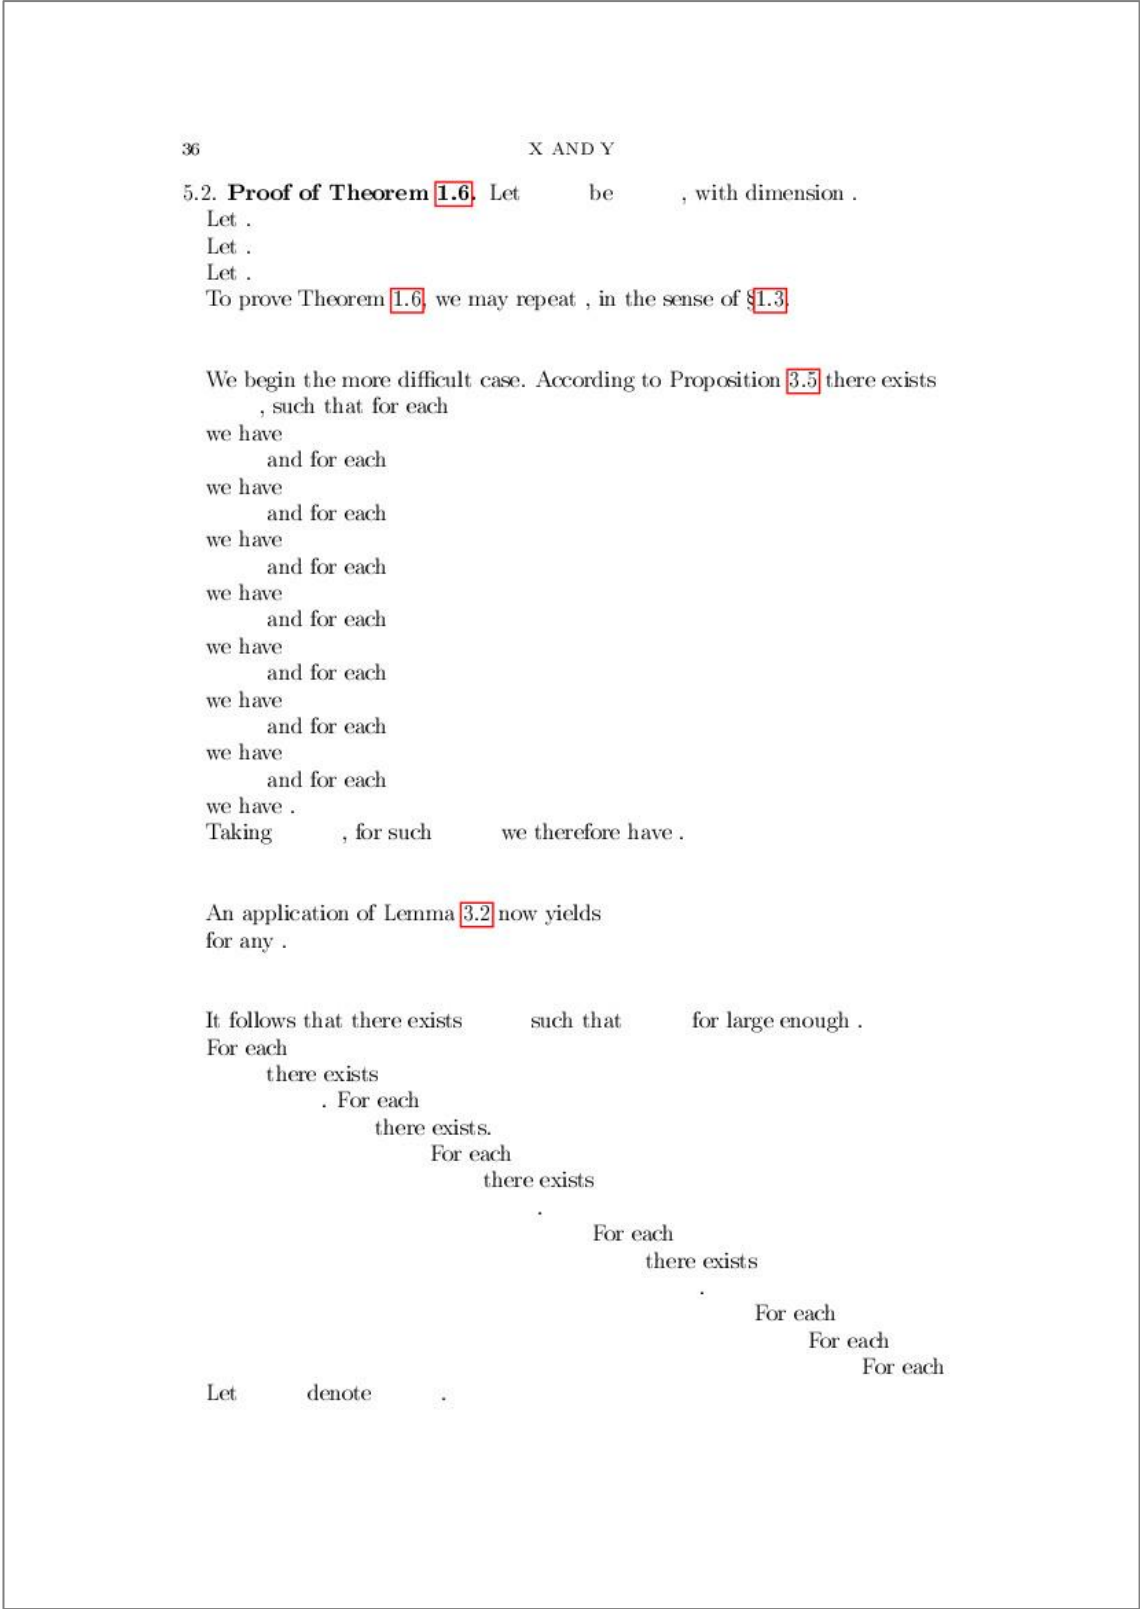 36 X AND Y
5.2. Proof of Theorem 1.6. Let be , with dimension .
Let .
Let .
Let .
To prove Theorem 1.6, we may repeat , in the sense of §1.3.
We begin the more difficult case. According to Proposition 3.5 there exists
, such that for each
we have
and for each
we have
and for each
we have
and for each
we have
and for each
we have
and for each
we have
and for each
we have
and for each
we have .
Taking , for such we therefore have .
An application of Lemma 3.2 now yields
for any .
It follows that there exists such that for large enough .
For each
there exists
. For each
there exists.
For each
there exists
.
For each
there exists
.
For each
For each
For each
Let denote .